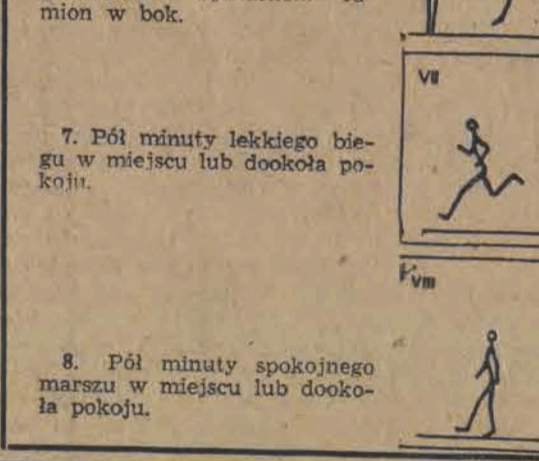 mion w bok.
VII
7. Pół minuty lekkiego bie-
gu w miejscu lub dookoła po-
koju.
VIII
8. Pół minuty spokojnego
marszu w miejscu lub dooko-
ła pokoju.